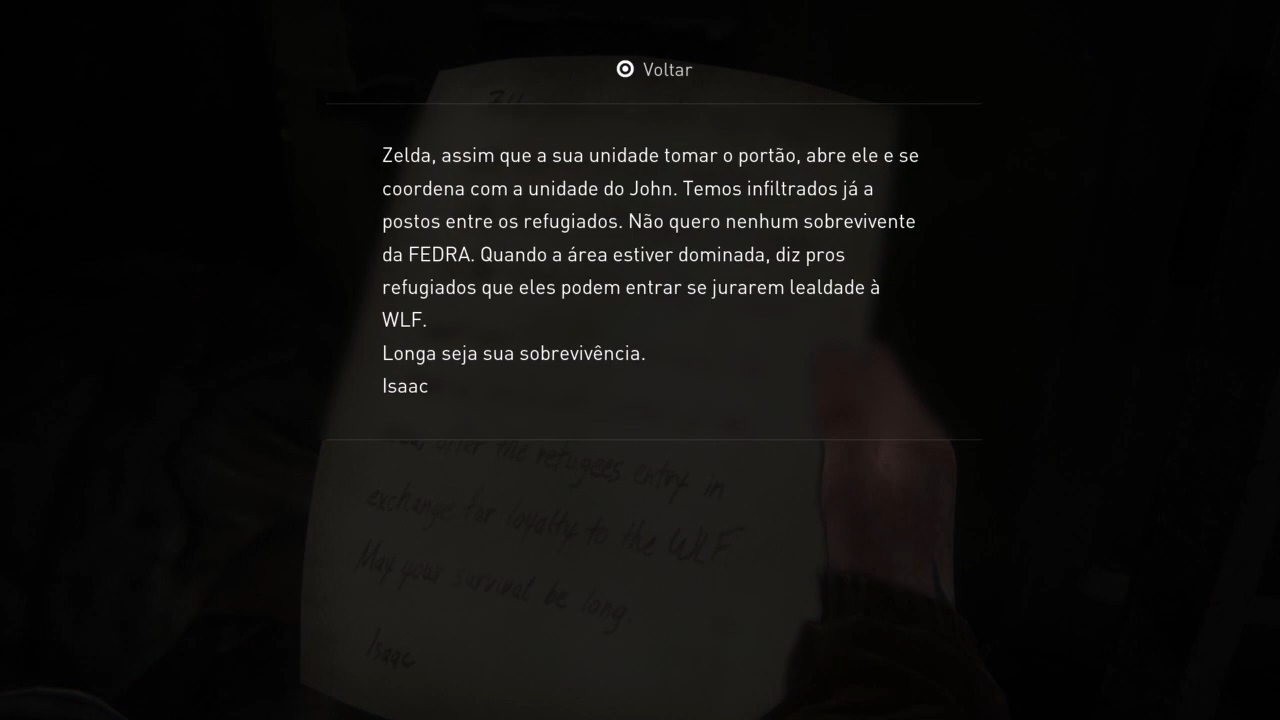 Voltar
Zelda, assim que a sua unidade tomar o portão, abre ele e se
coordena com a unidade do John. Temos infiltrados já a
postos entre os refugiados. Não quero nenhum sobrevivente
da FEDRA. Quando a área estiver dominada, diz pros
refugiados que eles podem entrar se jurarem lealdade à
WLF.
Longa seja sua sobrevivência.
Isaac
offer the refugees entry in
exchange for loyalty to the WLF.
May your survival be long
Isaac